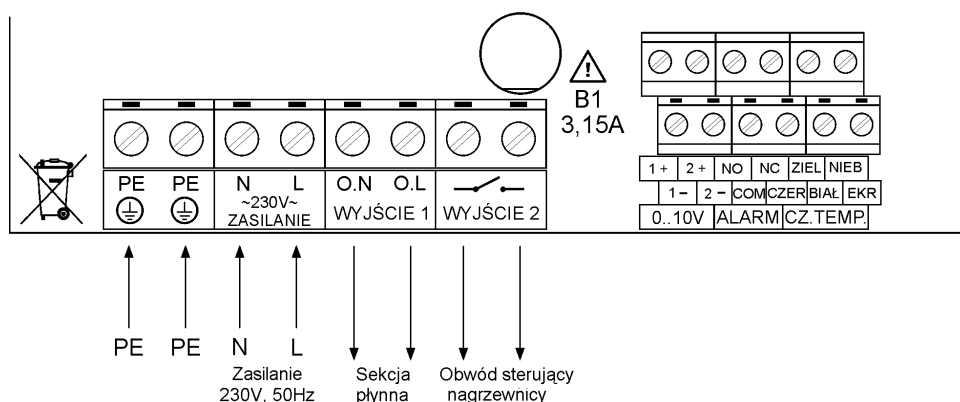 B1
3,15A
PE PE N L O.N O.L
~230V~
ZASILANIE
WYJŚCIE 1
WYJŚCIE 2
1 + 2 + NO NC ZIEL NIEB
1 − 2 − COM CZER BIAŁ EKR
0..10V ALARM CZ.TEMP.
PE PE N L
Zasilanie
230V, 50Hz
Sekcja
płynna
Obwód sterujący
nagrzewnicy